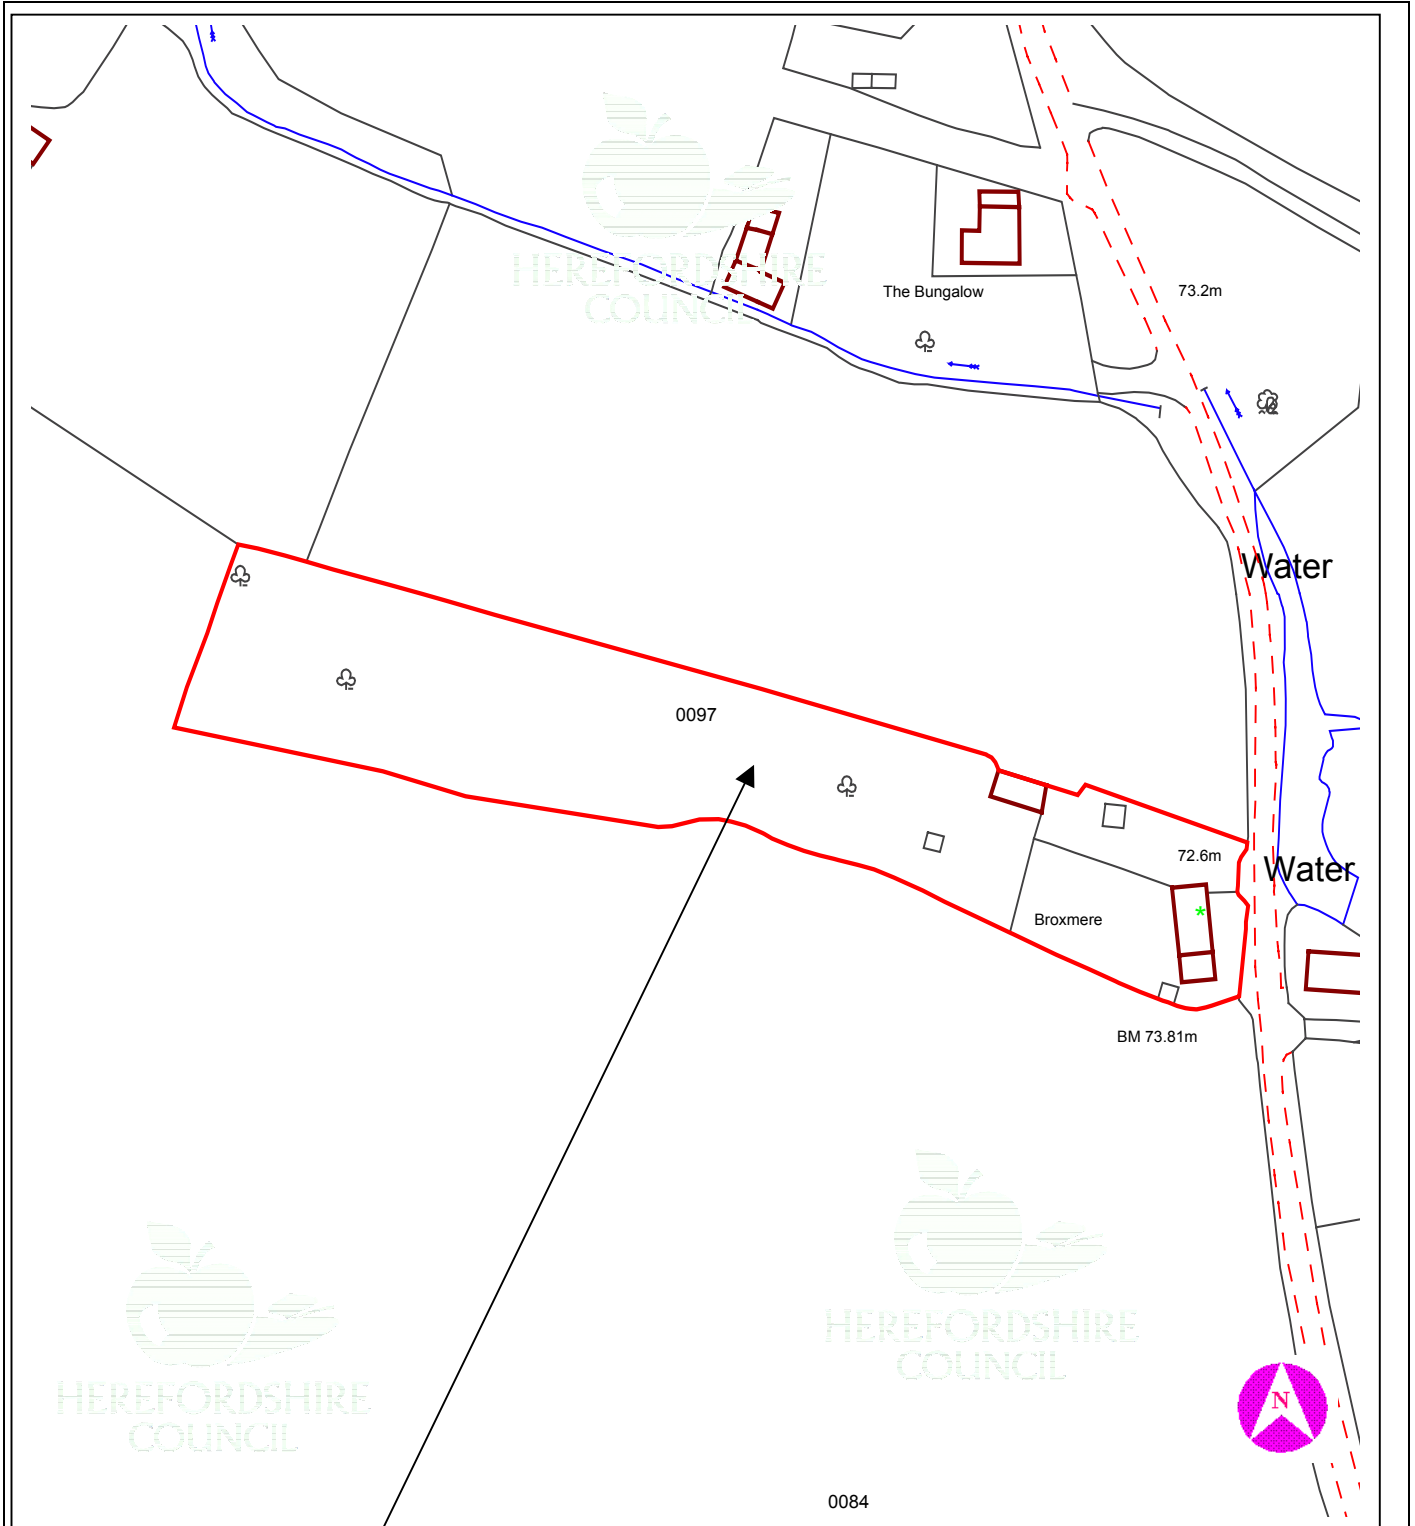 HEREFORDSHIRE
COUNCIL
The Bungalow
73.2m
Water
0097
72.6m
Water
Broxmere
*
BM 73.81m
HEREFORDSHIRE
COUNCIL
HEREFORDSHIRE
COUNCIL
N
0084